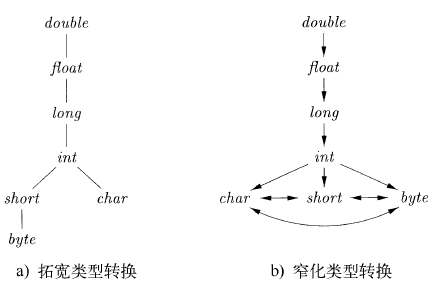 double
float
long
int
short char
byte
a) 拓宽类型转换
double
float
long
int
char short byte
b) 窄化类型转换